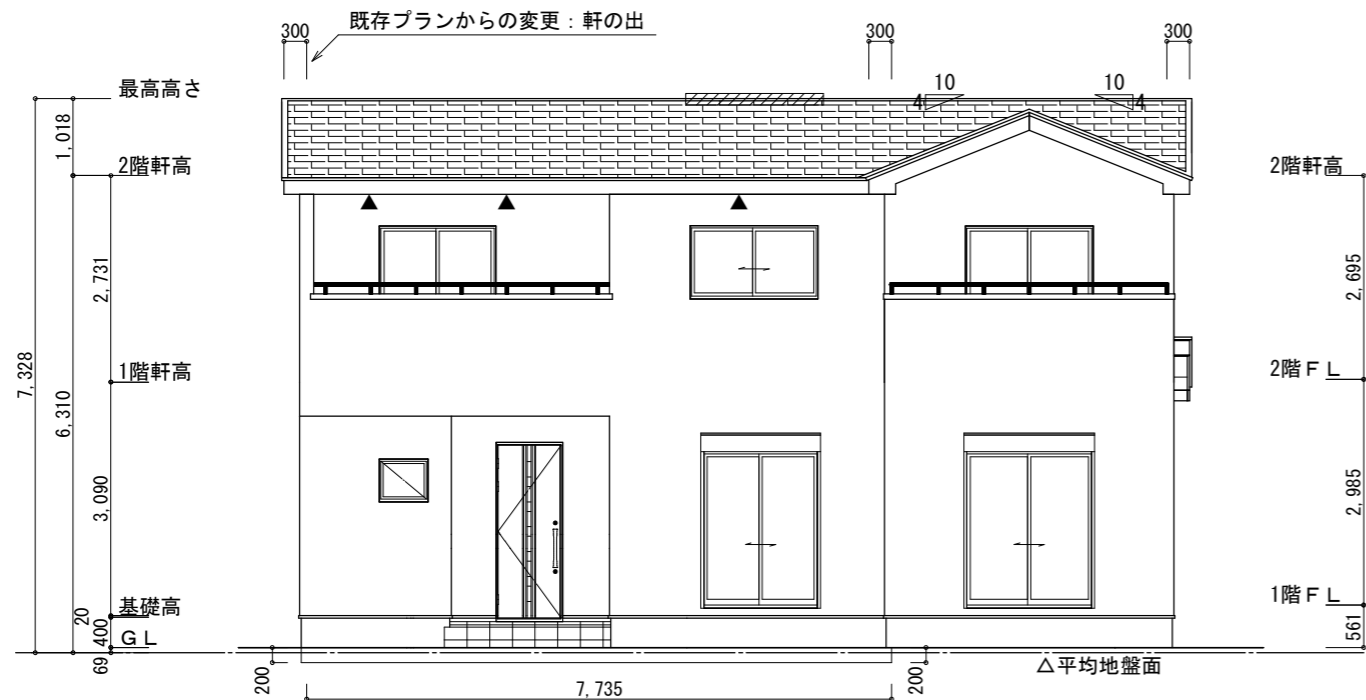 既存プランからの変更：軒の出
300
300
300
最高高さ
10
4
10
4
1,018
2階軒高
2階軒高
2,731
2,695
1階軒高
2階ＦＬ
7,328
6,310
3,090
2,985
基礎高
1階ＦＬ
20
400
ＧＬ
69
561
200
200
△平均地盤面
7,735